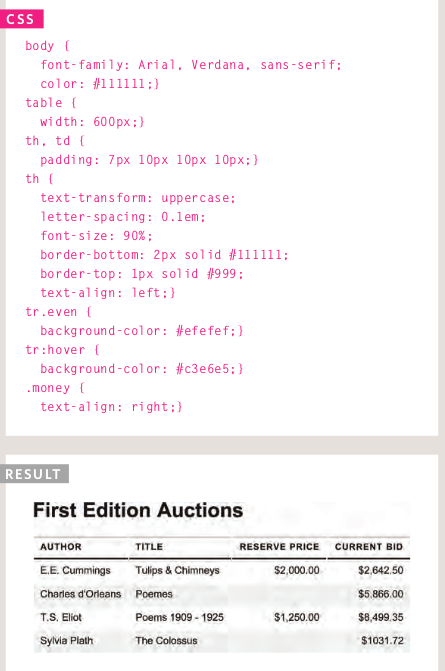 CSS
body {
font-family: Arial, Verdana, sans-serif;
color: #111111;}
table {
width: 600px;}
th, td {
padding: 7px 10px 10px 10px;}
th {
text-transform: uppercase;
letter-spacing: 0.1em;
font-size: 90%;
border-bottom: 2px solid #111111;
border-top: 1px solid #999;
text-align: left;}
tr.even {
background-color: #efefef;}
tr:hover {
background-color: #c3e6e5;}
.money {
text-align: right;}
RESULT
First Edition Auctions
AUTHOR TITLE RESERVE PRICE CURRENT BID
E.E. Cummings Tulips & Chimneys $2,000.00 $2,642.50
Charles d'Orleans Poemes $5,866.00
T.S. Eliot Poems 1909 - 1925 $1,250.00 $8,499.35
Sylvia Plath The Colossus $1031.72